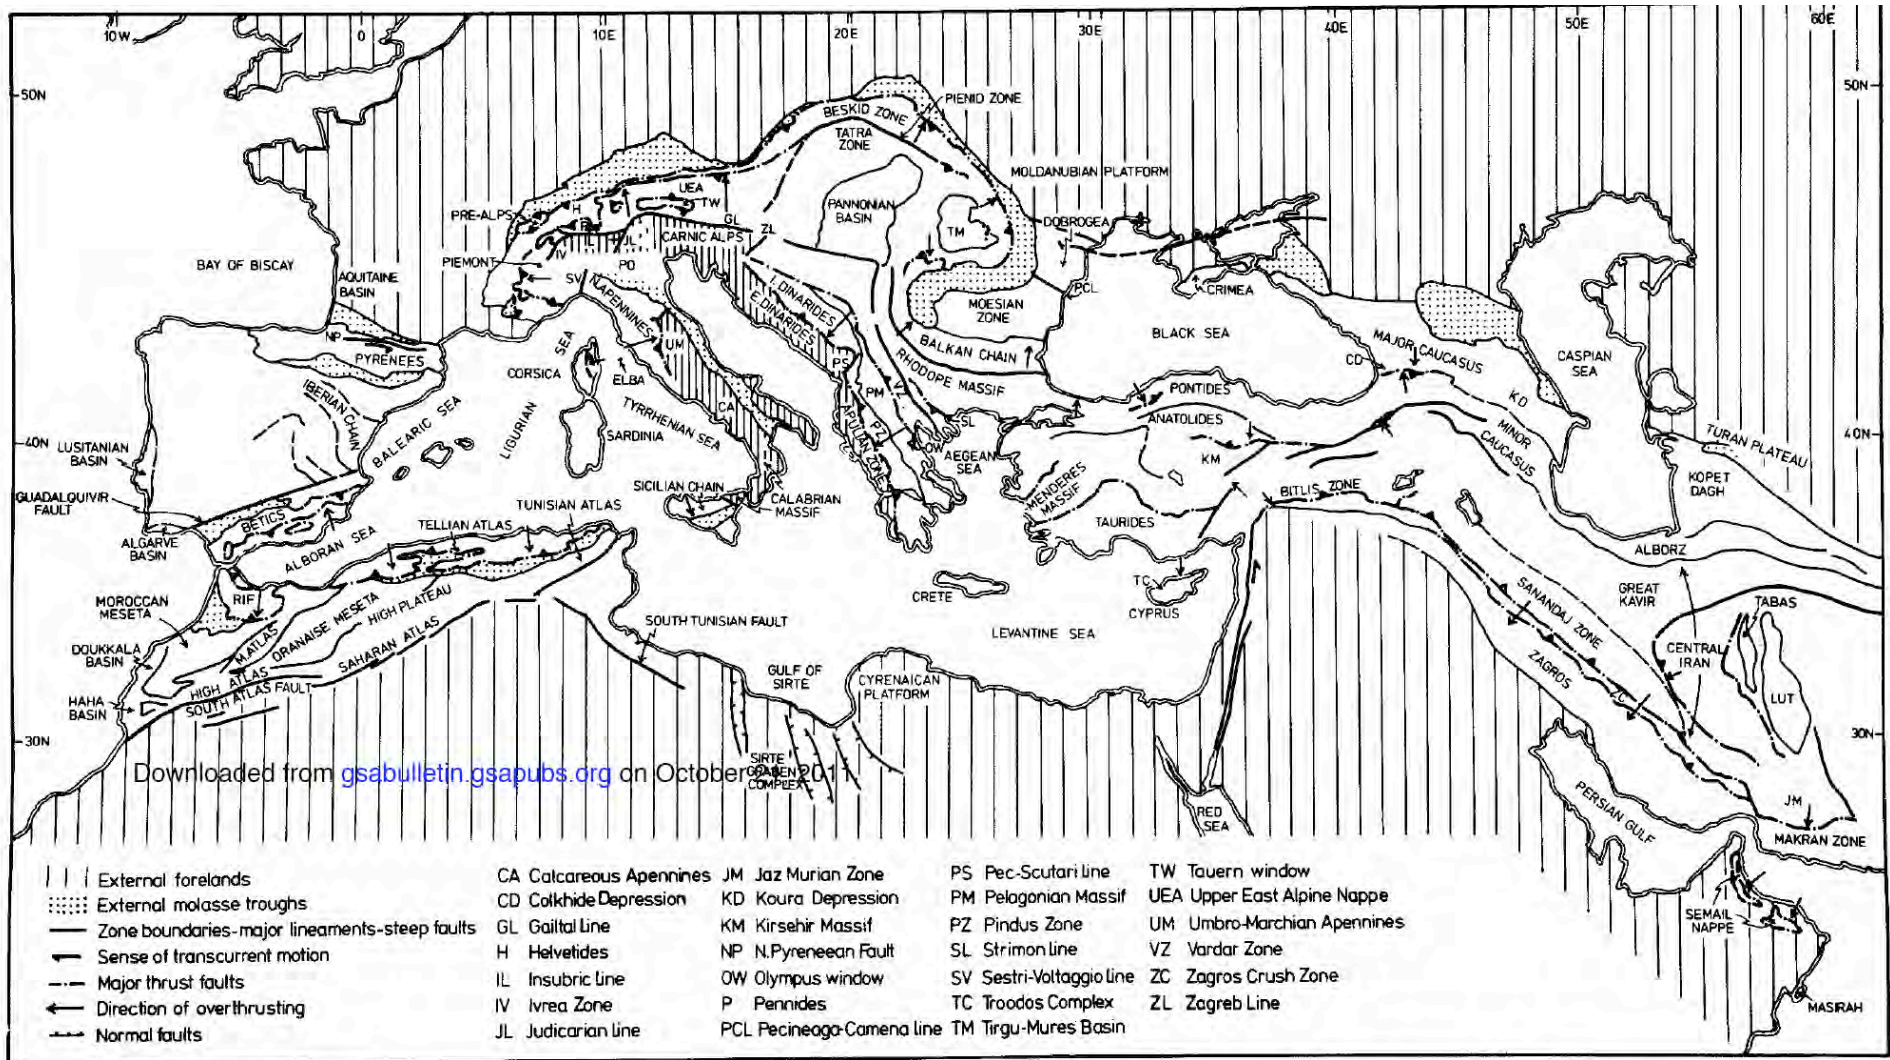 10W
0
10E
20E
30E
40E
50E
60E
50N
50N
PIENID ZONE
BESKID ZONE
TATRA
ZONE
MOLDANUBIAN PLATFORM
UEA
TW
PRE-ALPS
H
P
IL
JL
GL
ZL
CARNIC ALPS
PANNONIAN
BASIN
TM
DOBROGEA
BAY OF BISCAY
AQUITAINE
BASIN
PIEMONT
IV
SV
PO
N.APENNINES
I. DINARIDES
E. DINARIDES
MOESIAN
ZONE
PCL
CRIMEA
BLACK SEA
MAJOR CAUCASUS
CASPIAN
SEA
NP
PYRENEES
UM
PS
BALKAN CHAIN
RHODOPE MASSIF
CD
KD
CORSICA
ELBA
LIGURIAN
SEA
TYRRHENIAN SEA
CA
PM
VZ
PONTIDES
ANATOLIDES
MINOR
CAUCASUS
IBERIAN CHAIN
BALEARIC SEA
SARDINIA
APULIAN ZONE
PZ
OW
SL
AEGEAN
SEA
KM
40N
40N
TURAN PLATEAU
KOPET
DAGH
LUSITANIAN
BASIN
GUADALQUIVIR
FAULT
BETICS
SICILIAN CHAIN
CALABRIAN
MASSIF
MENDERES
MASSIF
TAURIDES
BITLIS ZONE
ALGARVE
BASIN
ALBORAN SEA
TELLIAN ATLAS
TUNISIAN ATLAS
ALBORZ
MOROCCAN
MESETA
RIF
CRETE
TC
CYPRUS
SANANDAJ ZONE
GREAT
KAVIR
TABAS
DOUKKALA
BASIN
M.ATLAS
ORANAISE MESETA
HIGH PLATEAU
SAHARAN ATLAS
SOUTH TUNISIAN FAULT
LEVANTINE SEA
ZAGROS
CENTRAL
IRAN
LUT
HAHA
BASIN
HIGH ATLAS
SOUTH ATLAS FAULT
GULF OF
SIRTE
CYRENAICAN
PLATFORM
ZC
30N
30N
SIRTE
GRABEN
COMPLEX
Downloaded from gsabulletin.gsapubs.org on October 21, 2011
RED
SEA
PERSIAN GULF
JM
MAKRAN ZONE
SEMAIL
NAPPE
MASIRAH
External forelands
External molasse troughs
Zone boundaries-major lineaments-steep faults
Sense of transcurrent motion
Major thrust faults
Direction of overthrusting
Normal faults
CA Calcareous Apennines
CD Colkhide Depression
GL Gailtal Line
H Helvetides
IL Insubric Line
IV Ivrea Zone
JL Judicarian Line
JM Jaz Murian Zone
KD Koura Depression
KM Kirsehir Massif
NP N.Pyreneean Fault
OW Olympus window
P Pennides
PCL Pecineaga-Camena line
PS Pec-Scutari line
PM Pelagonian Massif
PZ Pindus Zone
SL Strimon line
SV Sestri-Voltaggio line
TC Troodos Complex
TM Tirgu-Mures Basin
TW Tauern window
UEA Upper East Alpine Nappe
UM Umbro-Marchian Apennines
VZ Vardar Zone
ZC Zagros Crush Zone
ZL Zagreb Line